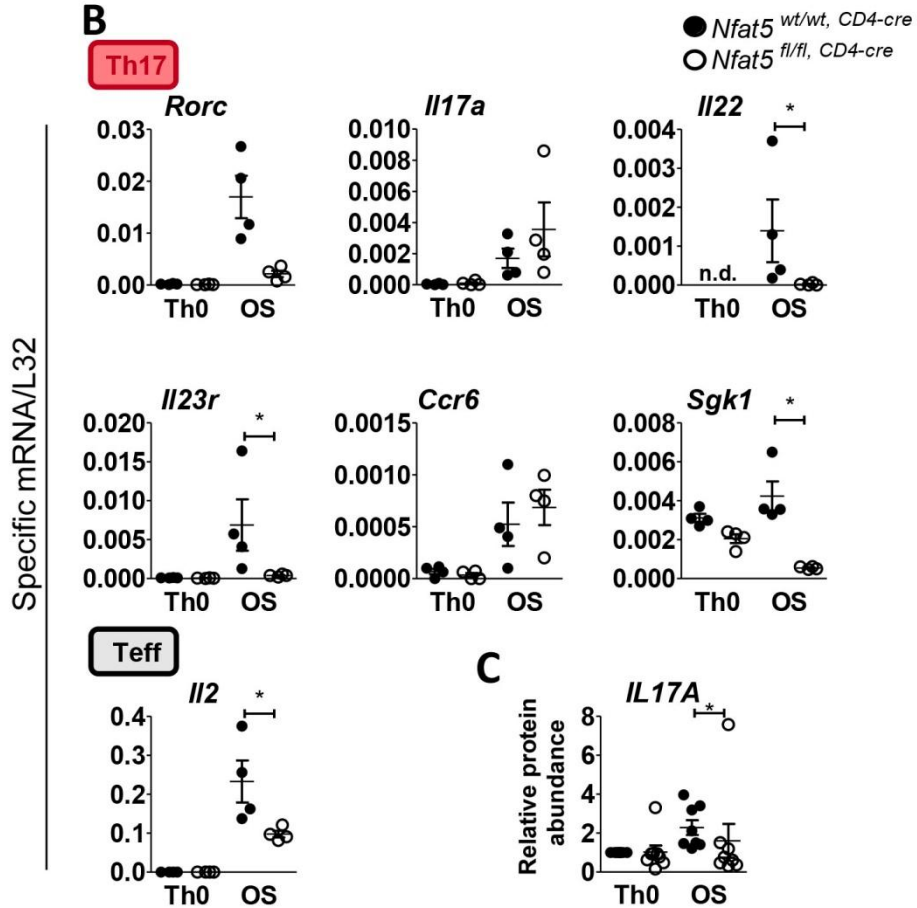 B
Nfat5 wt/wt, CD4-cre
Nfat5 fl/fl, CD4-cre
Th17
Specific mRNA/L32
Rorc
0.03
0.02
0.01
0.00
Th0 OS
Il17a
0.010
0.008
0.006
0.004
0.002
0.000
Th0 OS
Il22
*
0.004
0.003
0.002
0.001
0.000
n.d.
Th0 OS
Il23r
*
0.020
0.015
0.010
0.005
0.000
Th0 OS
Ccr6
0.0015
0.0010
0.0005
0.0000
Th0 OS
Sgk1
*
0.008
0.006
0.004
0.002
0.000
Th0 OS
Teff
Il2
*
0.4
0.3
0.2
0.1
0.0
Th0 OS
C
IL17A
*
Relative protein
abundance
8
6
4
2
0
Th0 OS